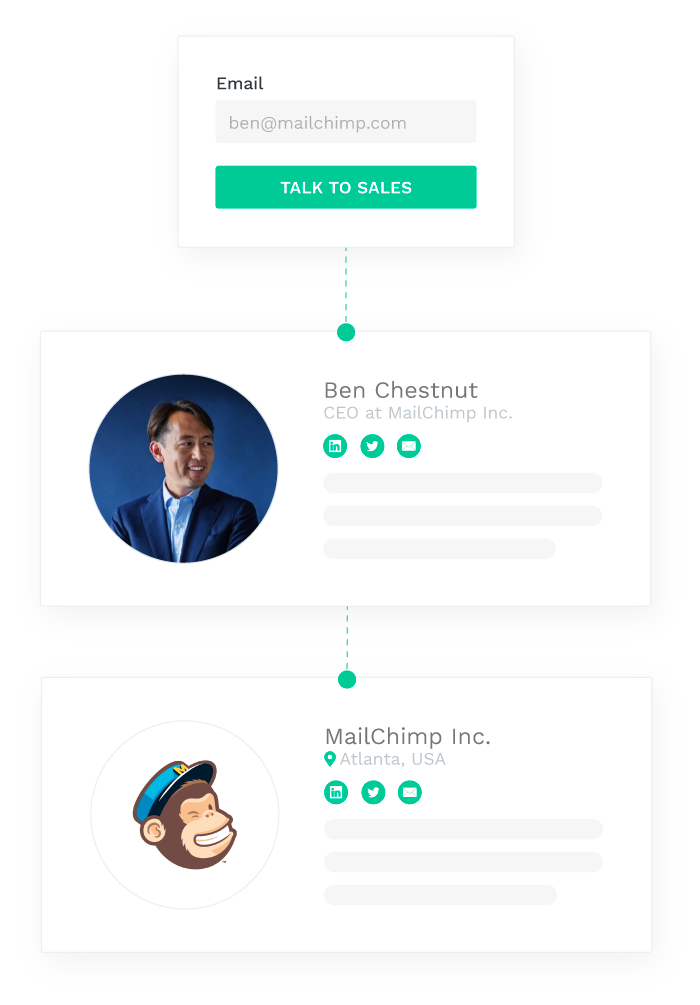 Email
ben@mailchimp.com
TALK TO SALES
Ben Chestnut
CEO at MailChimp Inc.
MailChimp Inc.
Atlanta, USA